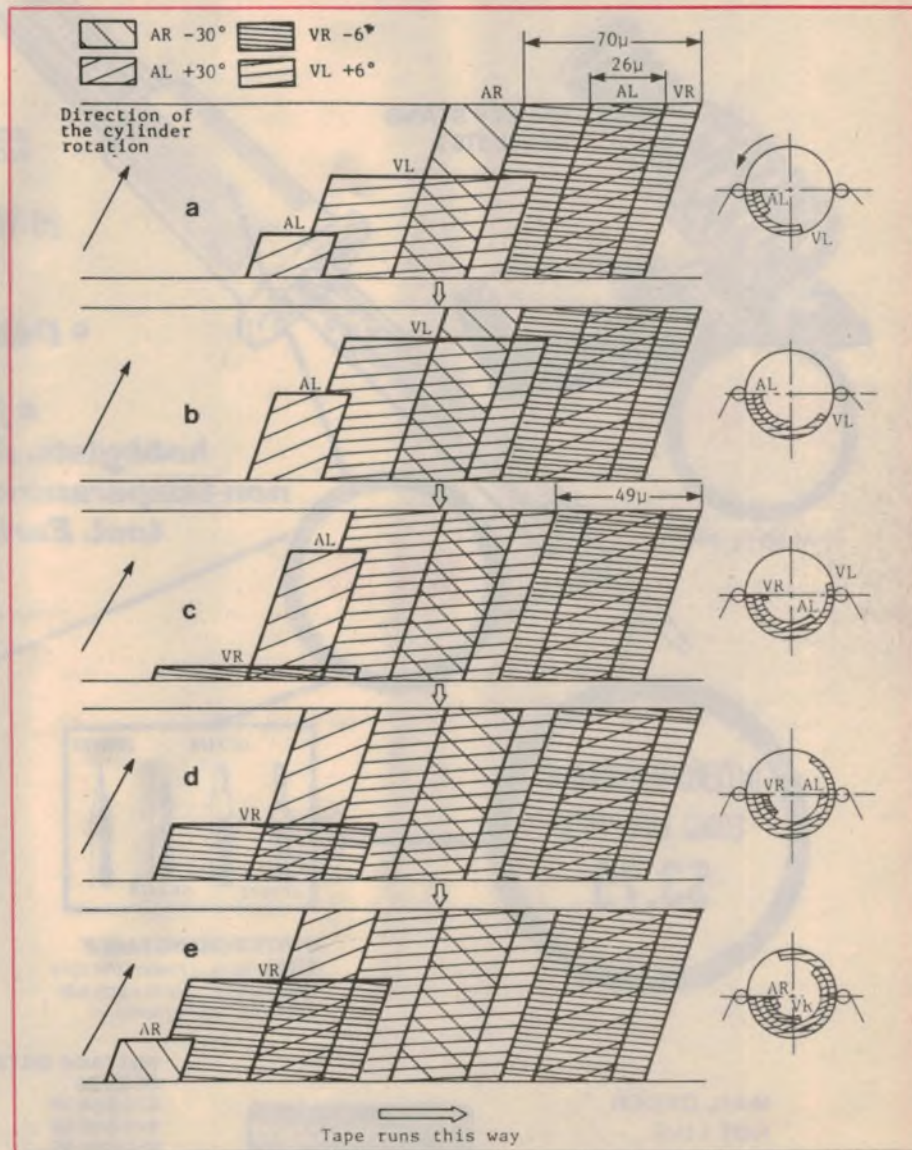 AR -30° VR -6°
AL +30° VL +6°
70µ
26µ
AR AL VR
Direction of
the cylinder
rotation
VL
a
AL
AL
VL
VL
b
AL
AL
VL
49µ
AL
c
VR
VR
AL
VL
d
VR
VR
AL
e
VR
AR
AR
VR
Tape runs this way